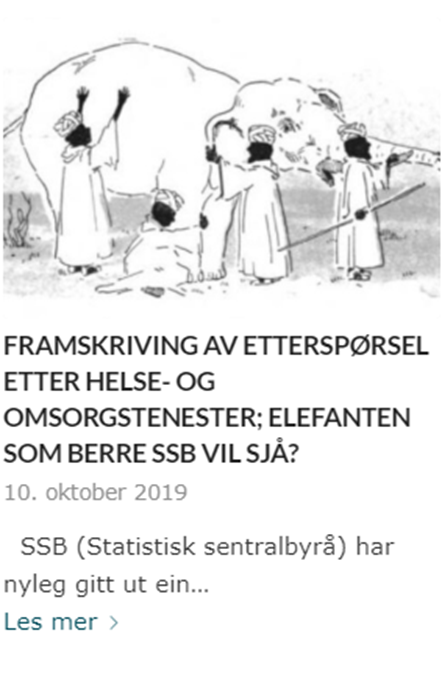 FRAMSKRIVING AV ETTERSPØRSEL
ETTER HELSE- OG
OMSORGSTENESTER; ELEFANTEN
SOM BERRE SSB VIL SJÅ?
10. oktober 2019
SSB (Statistisk sentralbyrå) har
nyleg gitt ut ein...
Les mer >